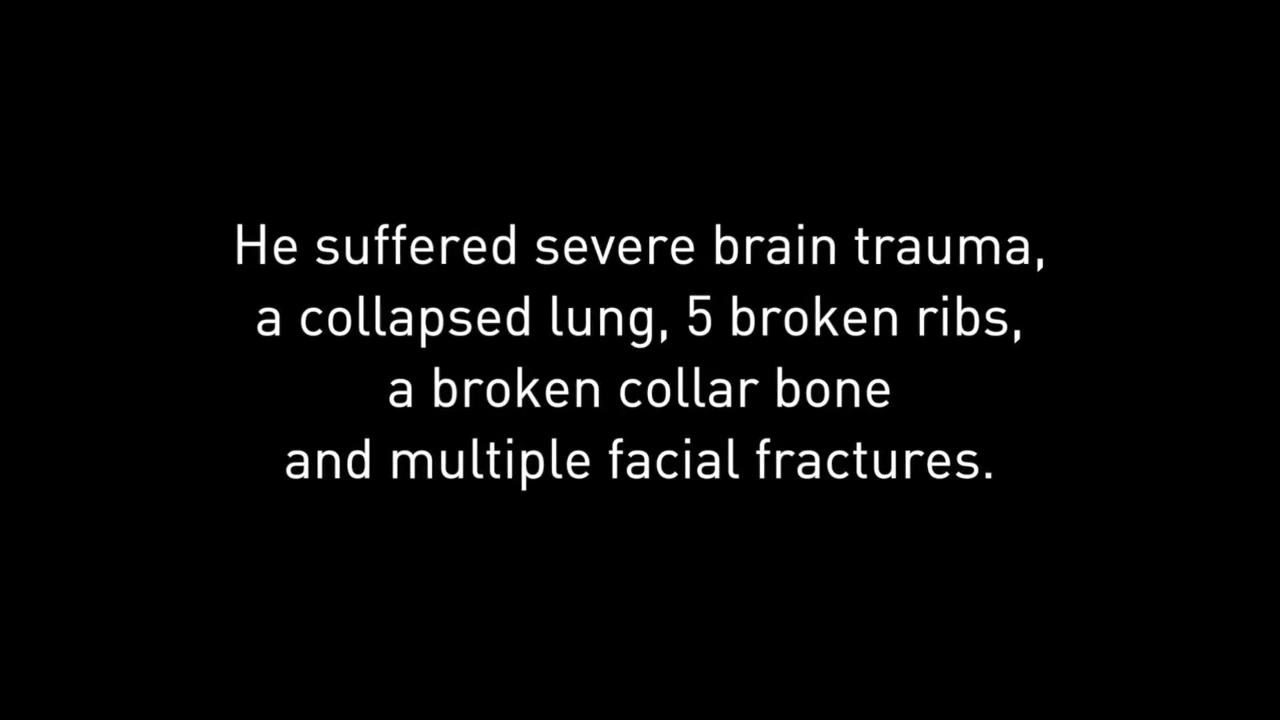 He suffered severe brain trauma,
a collapsed lung, 5 broken ribs,
a broken collar bone
and multiple facial fractures.